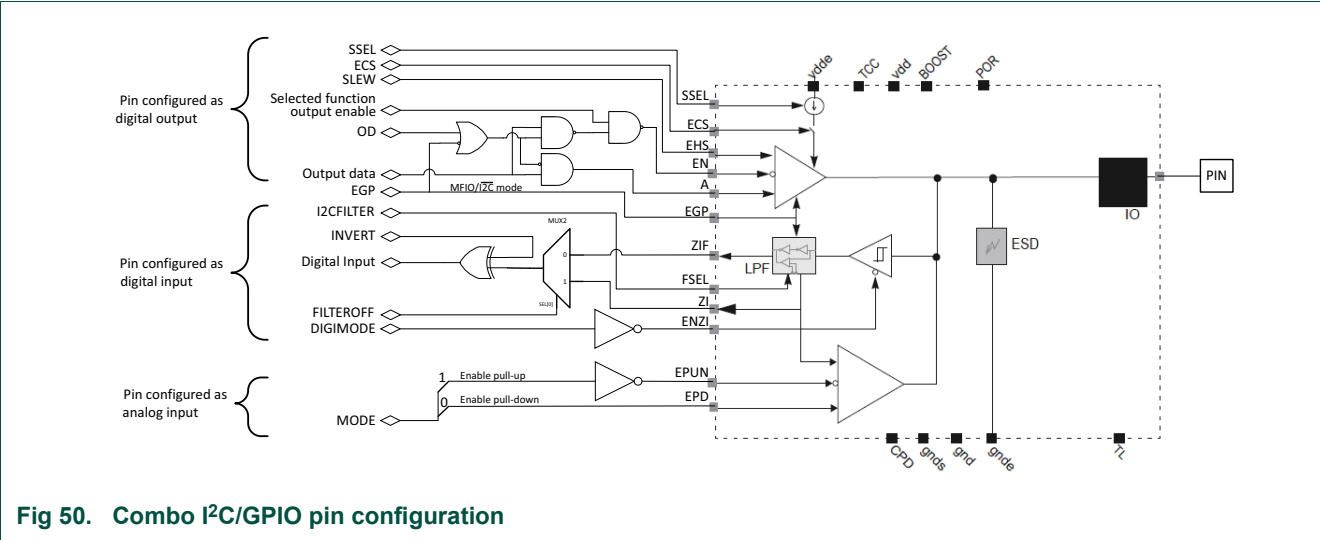 SSEL
ECS
SLEW
Selected function
output enable
OD
Output data
EGP
MFIO/I2C mode
Pin configured as
digital output
I2CFILTER
INVERT
Digital Input
FILTEROFF
DIGIMODE
Pin configured as
digital input
MUX2
0
1
SEL[0]
MODE
1
Enable pull-up
0
Enable pull-down
Pin configured as
analog input
SSEL
ECS
EHS
EN
A
EGP
ZIF
FSEL
ZI
ENZI
EPUN
EPD
vdde
TCC
vdd
BOOST
POR
LPF
ESD
IO
PIN
CPD
gnds
gnd
gnde
TL
Fig 50. Combo I2C/GPIO pin configuration